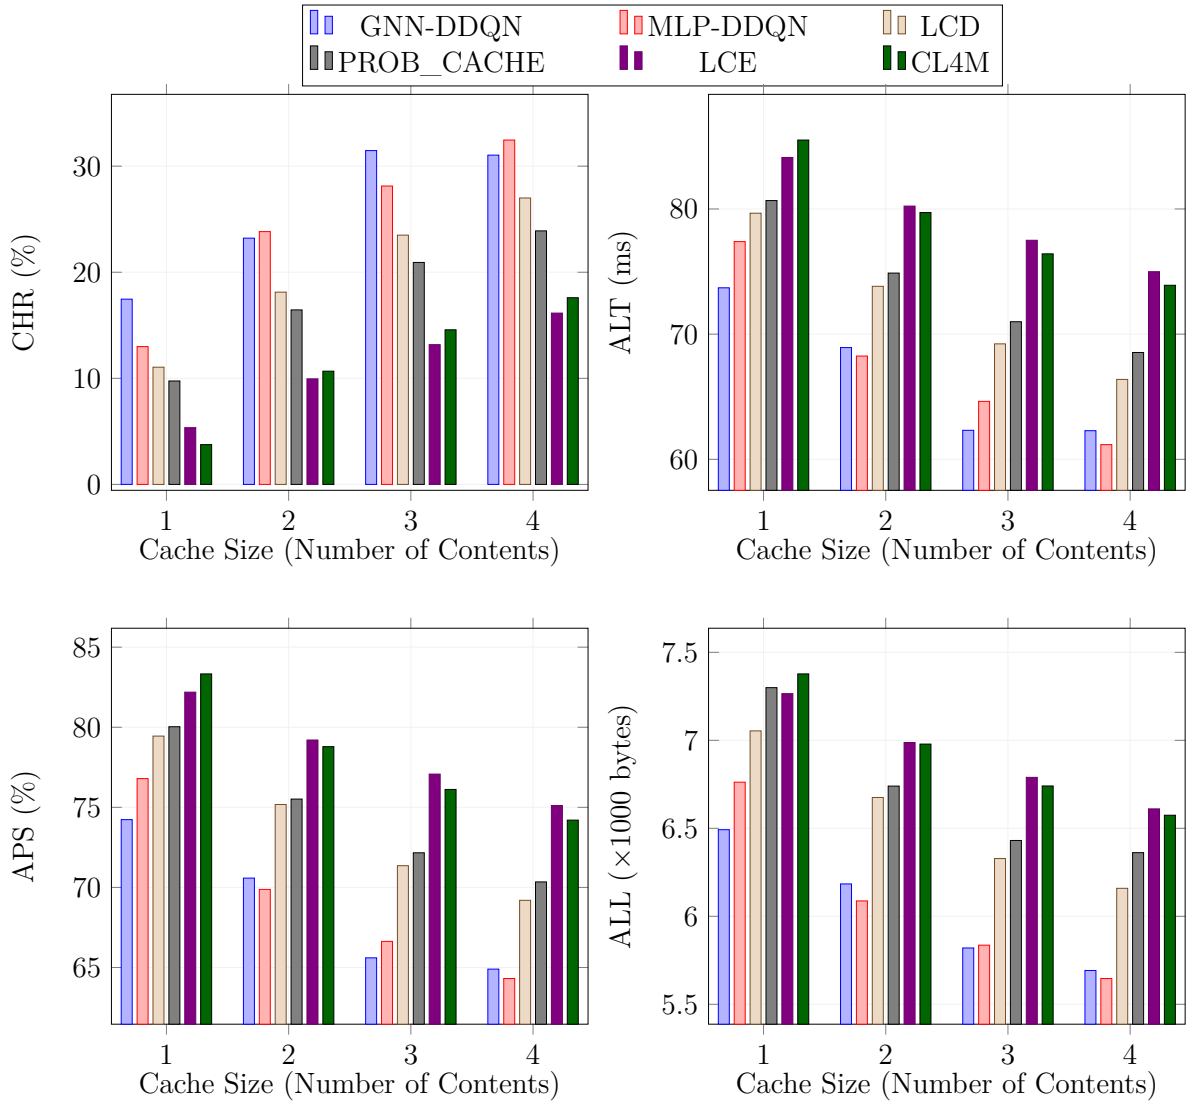 GNN-DDQN MLP-DDQN LCD
PROB_CACHE LCE CL4M
CHR (%)
30
20
10
0
1 2 3 4
Cache Size (Number of Contents)
ALT (ms)
80
70
60
1 2 3 4
Cache Size (Number of Contents)
APS (%)
85
80
75
70
65
1 2 3 4
Cache Size (Number of Contents)
ALL (×1000 bytes)
7.5
7
6.5
6
5.5
1 2 3 4
Cache Size (Number of Contents)